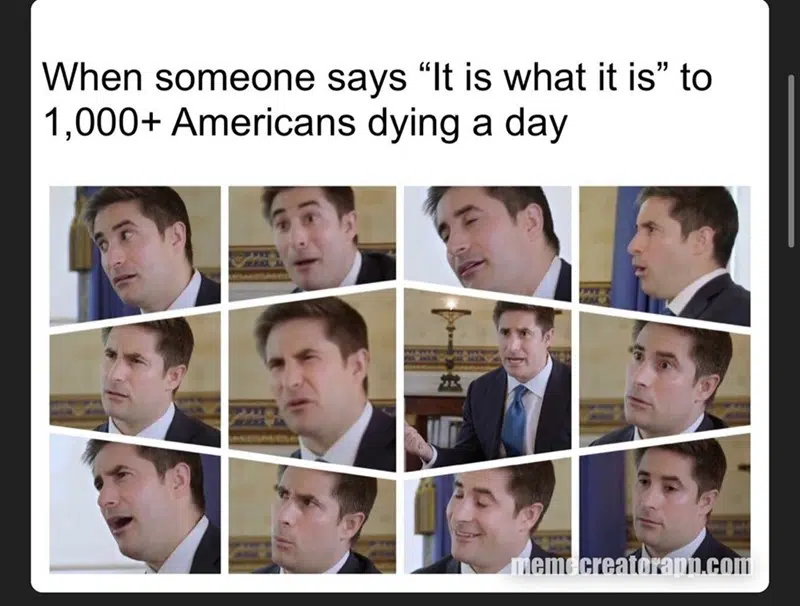 When someone says “It is what it is” to
1,000+ Americans dying a day
memecreatorapp.com